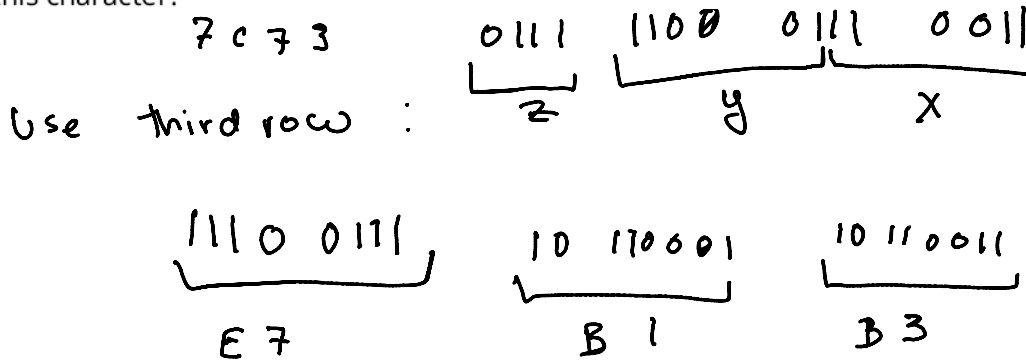 this character?
7 c 7 3 0111 1100 0111 0011
z y x
Use third row :
1110 0111 10 110001 10 110011
E 7 B 1 B 3